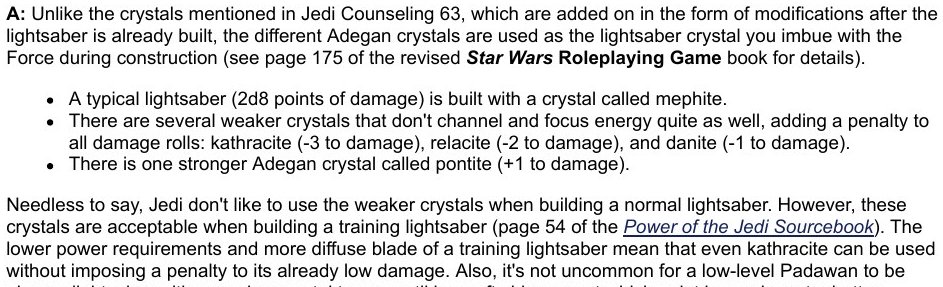 A: Unlike the crystals mentioned in Jedi Counseling 63, which are added on in the form of modifications after the
lightsaber is already built, the different Adegan crystals are used as the lightsaber crystal you imbue with the
Force during construction (see page 175 of the revised Star Wars Roleplaying Game book for details).
• A typical lightsaber (2d8 points of damage) is built with a crystal called mephite.
• There are several weaker crystals that don't channel and focus energy quite as well, adding a penalty to
all damage rolls: kathracite (-3 to damage), relacite (-2 to damage), and danite (-1 to damage).
• There is one stronger Adegan crystal called pontite (+1 to damage).
Needless to say, Jedi don't like to use the weaker crystals when building a normal lightsaber. However, these
crystals are acceptable when building a training lightsaber (page 54 of the Power of the Jedi Sourcebook). The
lower power requirements and more diffuse blade of a training lightsaber mean that even kathracite can be used
without imposing a penalty to its already low damage. Also, it's not uncommon for a low-level Padawan to be